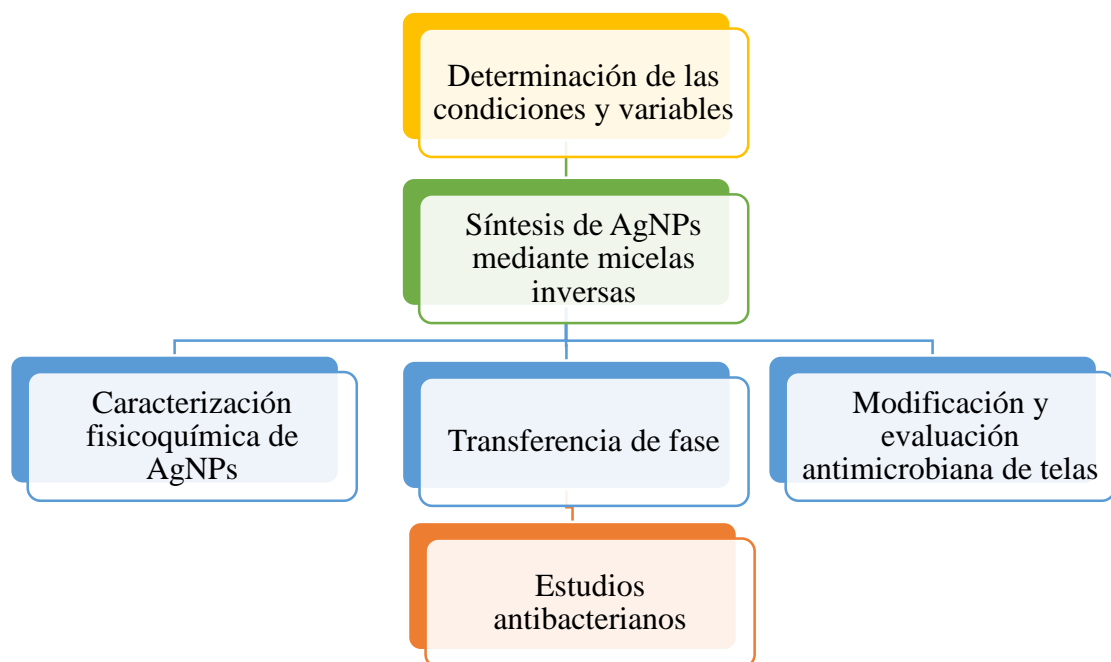 Determinación de las
condiciones y variables
Síntesis de AgNPs
mediante micelas
inversas
Caracterización
fisicoquímica de
AgNPs
Transferencia de fase
Modificación y
evaluación
antimicrobiana de telas
Estudios
antibacterianos